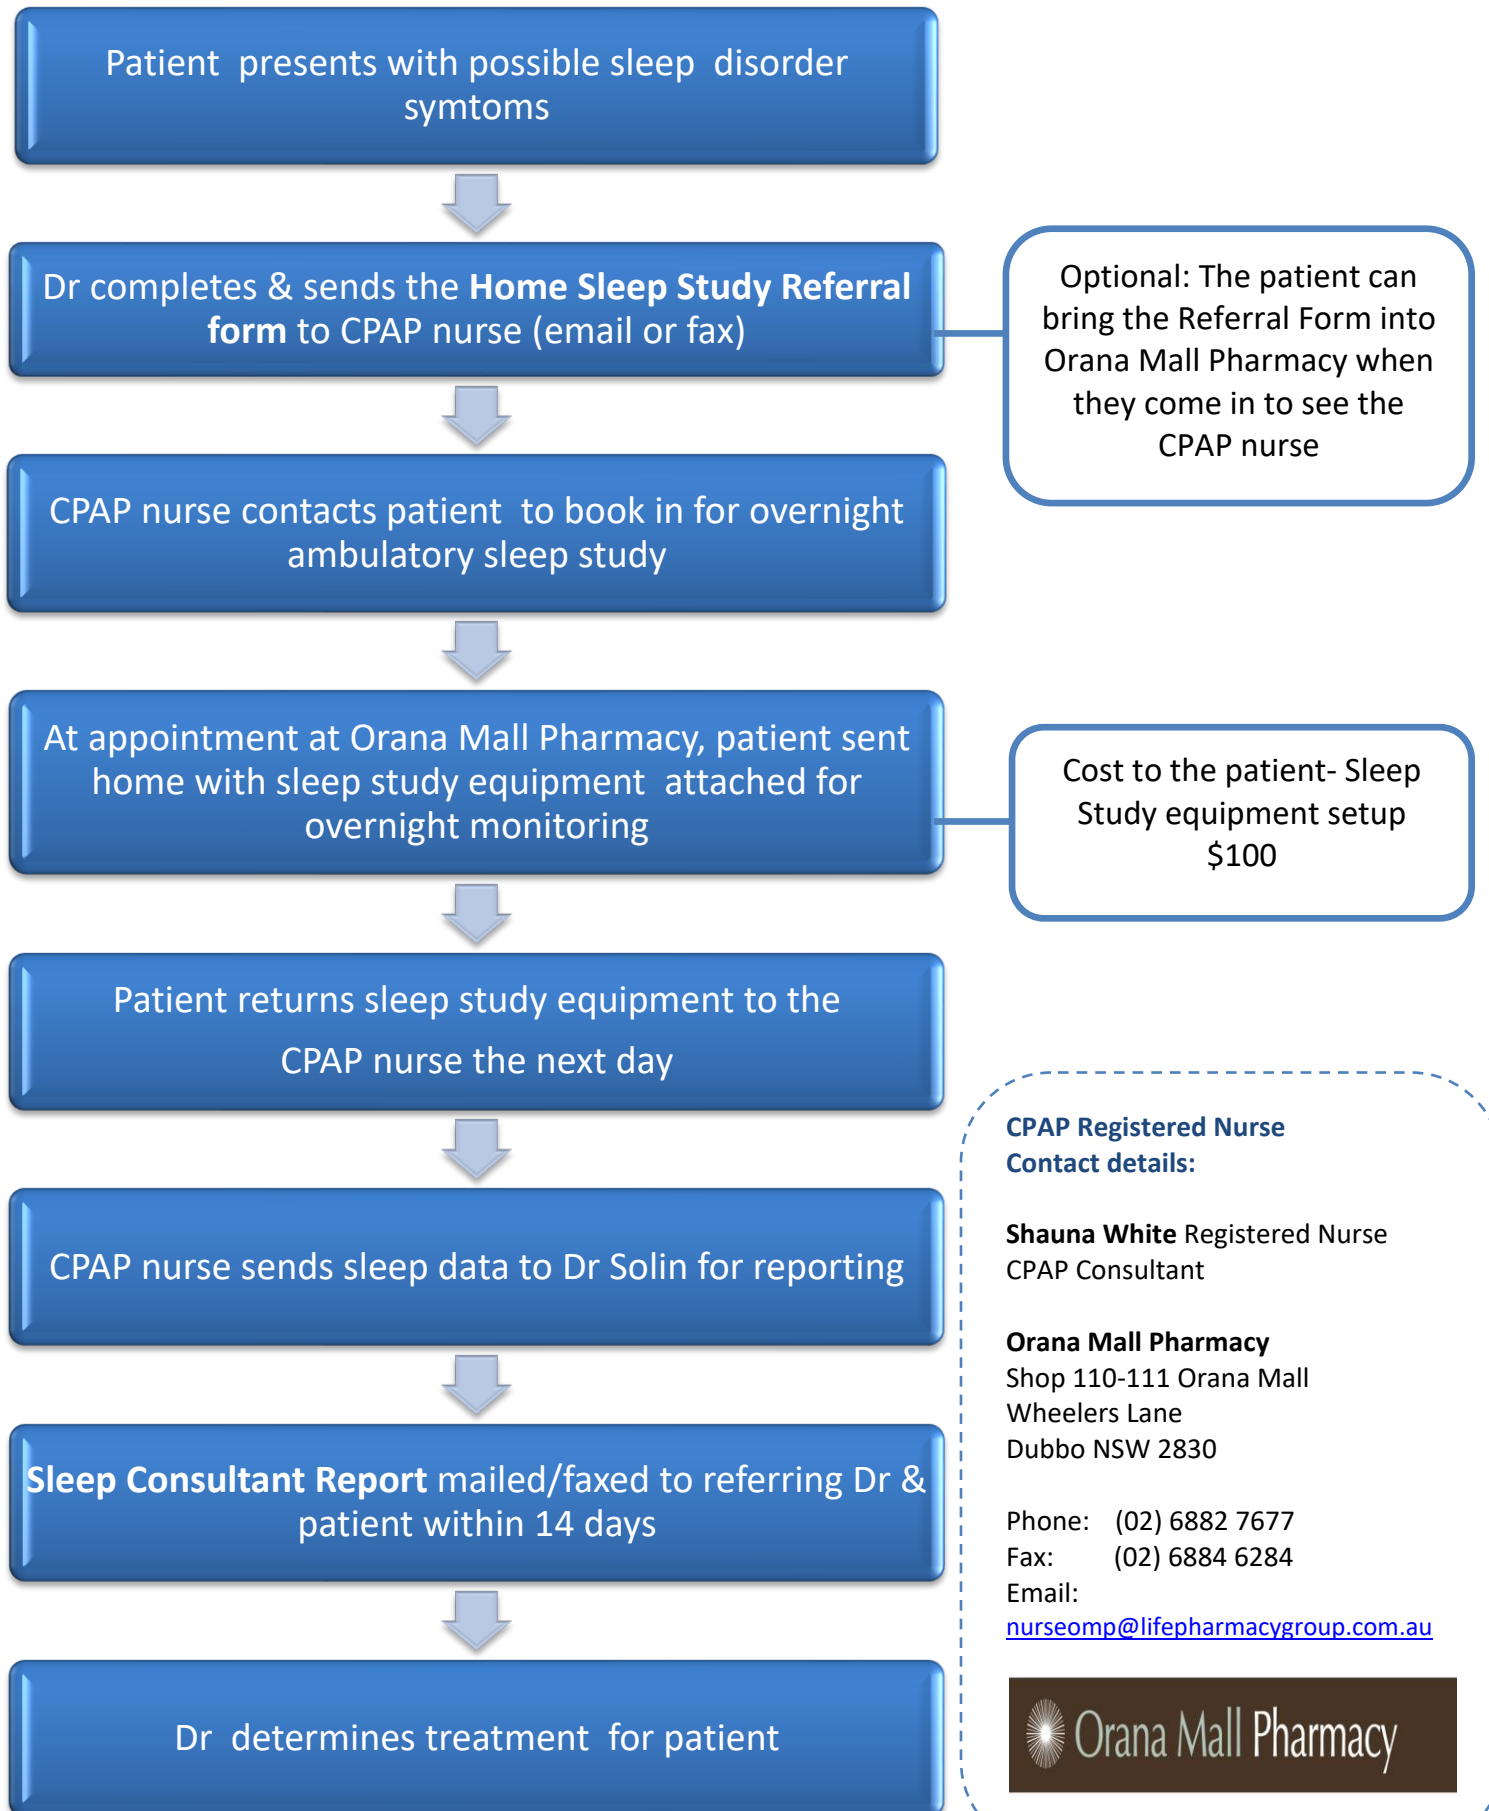 Patient presents with possible sleep disorder
symtoms
Dr completes & sends the Home Sleep Study Referral
form to CPAP nurse (email or fax)
Optional: The patient can
bring the Referral Form into
Orana Mall Pharmacy when
they come in to see the
CPAP nurse
CPAP nurse contacts patient to book in for overnight
ambulatory sleep study
At appointment at Orana Mall Pharmacy, patient sent
home with sleep study equipment attached for
overnight monitoring
Cost to the patient- Sleep
Study equipment setup
$100
Patient returns sleep study equipment to the
CPAP nurse the next day
CPAP nurse sends sleep data to Dr Solin for reporting
Sleep Consultant Report mailed/faxed to referring Dr &
patient within 14 days
Dr determines treatment for patient
CPAP Registered Nurse
Contact details:
Shauna White Registered Nurse
CPAP Consultant
Orana Mall Pharmacy
Shop 110-111 Orana Mall
Wheelers Lane
Dubbo NSW 2830
Phone: (02) 6882 7677
Fax: (02) 6884 6284
Email:
nurseomp@lifepharmacygroup.com.au
Orana Mall Pharmacy